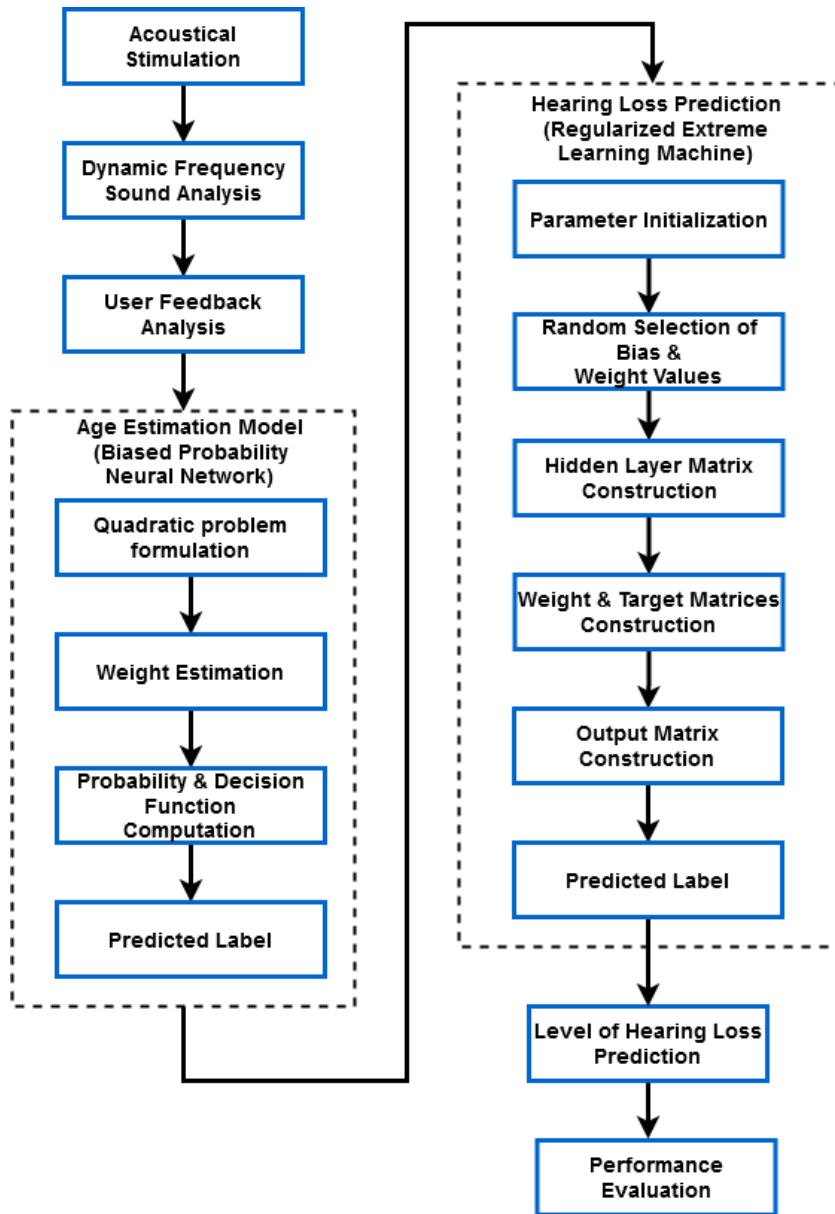 Acoustical
Stimulation
Dynamic Frequency
Sound Analysis
User Feedback
Analysis
Age Estimation Model
(Biased Probability
Neural Network)
Quadratic problem
formulation
Weight Estimation
Probability & Decision
Function
Computation
Predicted Label
Hearing Loss Prediction
(Regularized Extreme
Learning Machine)
Parameter Initialization
Random Selection of
Bias &
Weight Values
Hidden Layer Matrix
Construction
Weight & Target Matrices
Construction
Output Matrix
Construction
Predicted Label
Level of Hearing Loss
Prediction
Performance
Evaluation